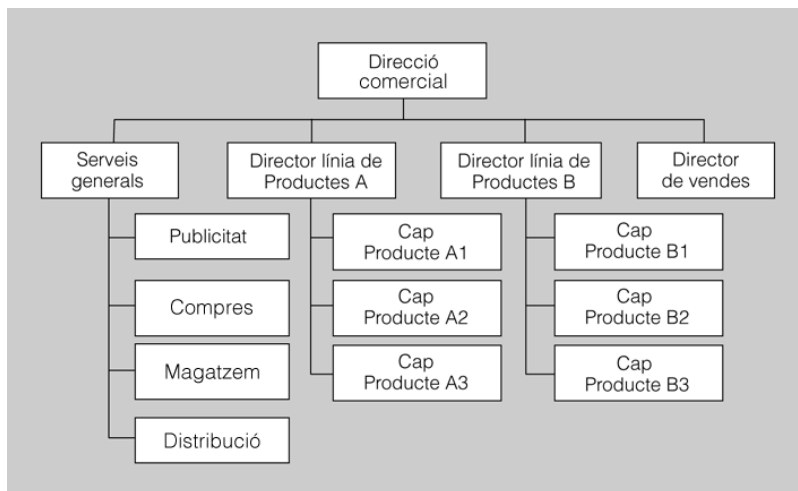 Direcció
comercial
Serveis
generals
Director línia de
Productes A
Director línia de
Productes B
Director
de vendes
Publicitat
Compres
Magatzem
Distribució
Cap
Producte A1
Cap
Producte A2
Cap
Producte A3
Cap
Producte B1
Cap
Producte B2
Cap
Producte B3